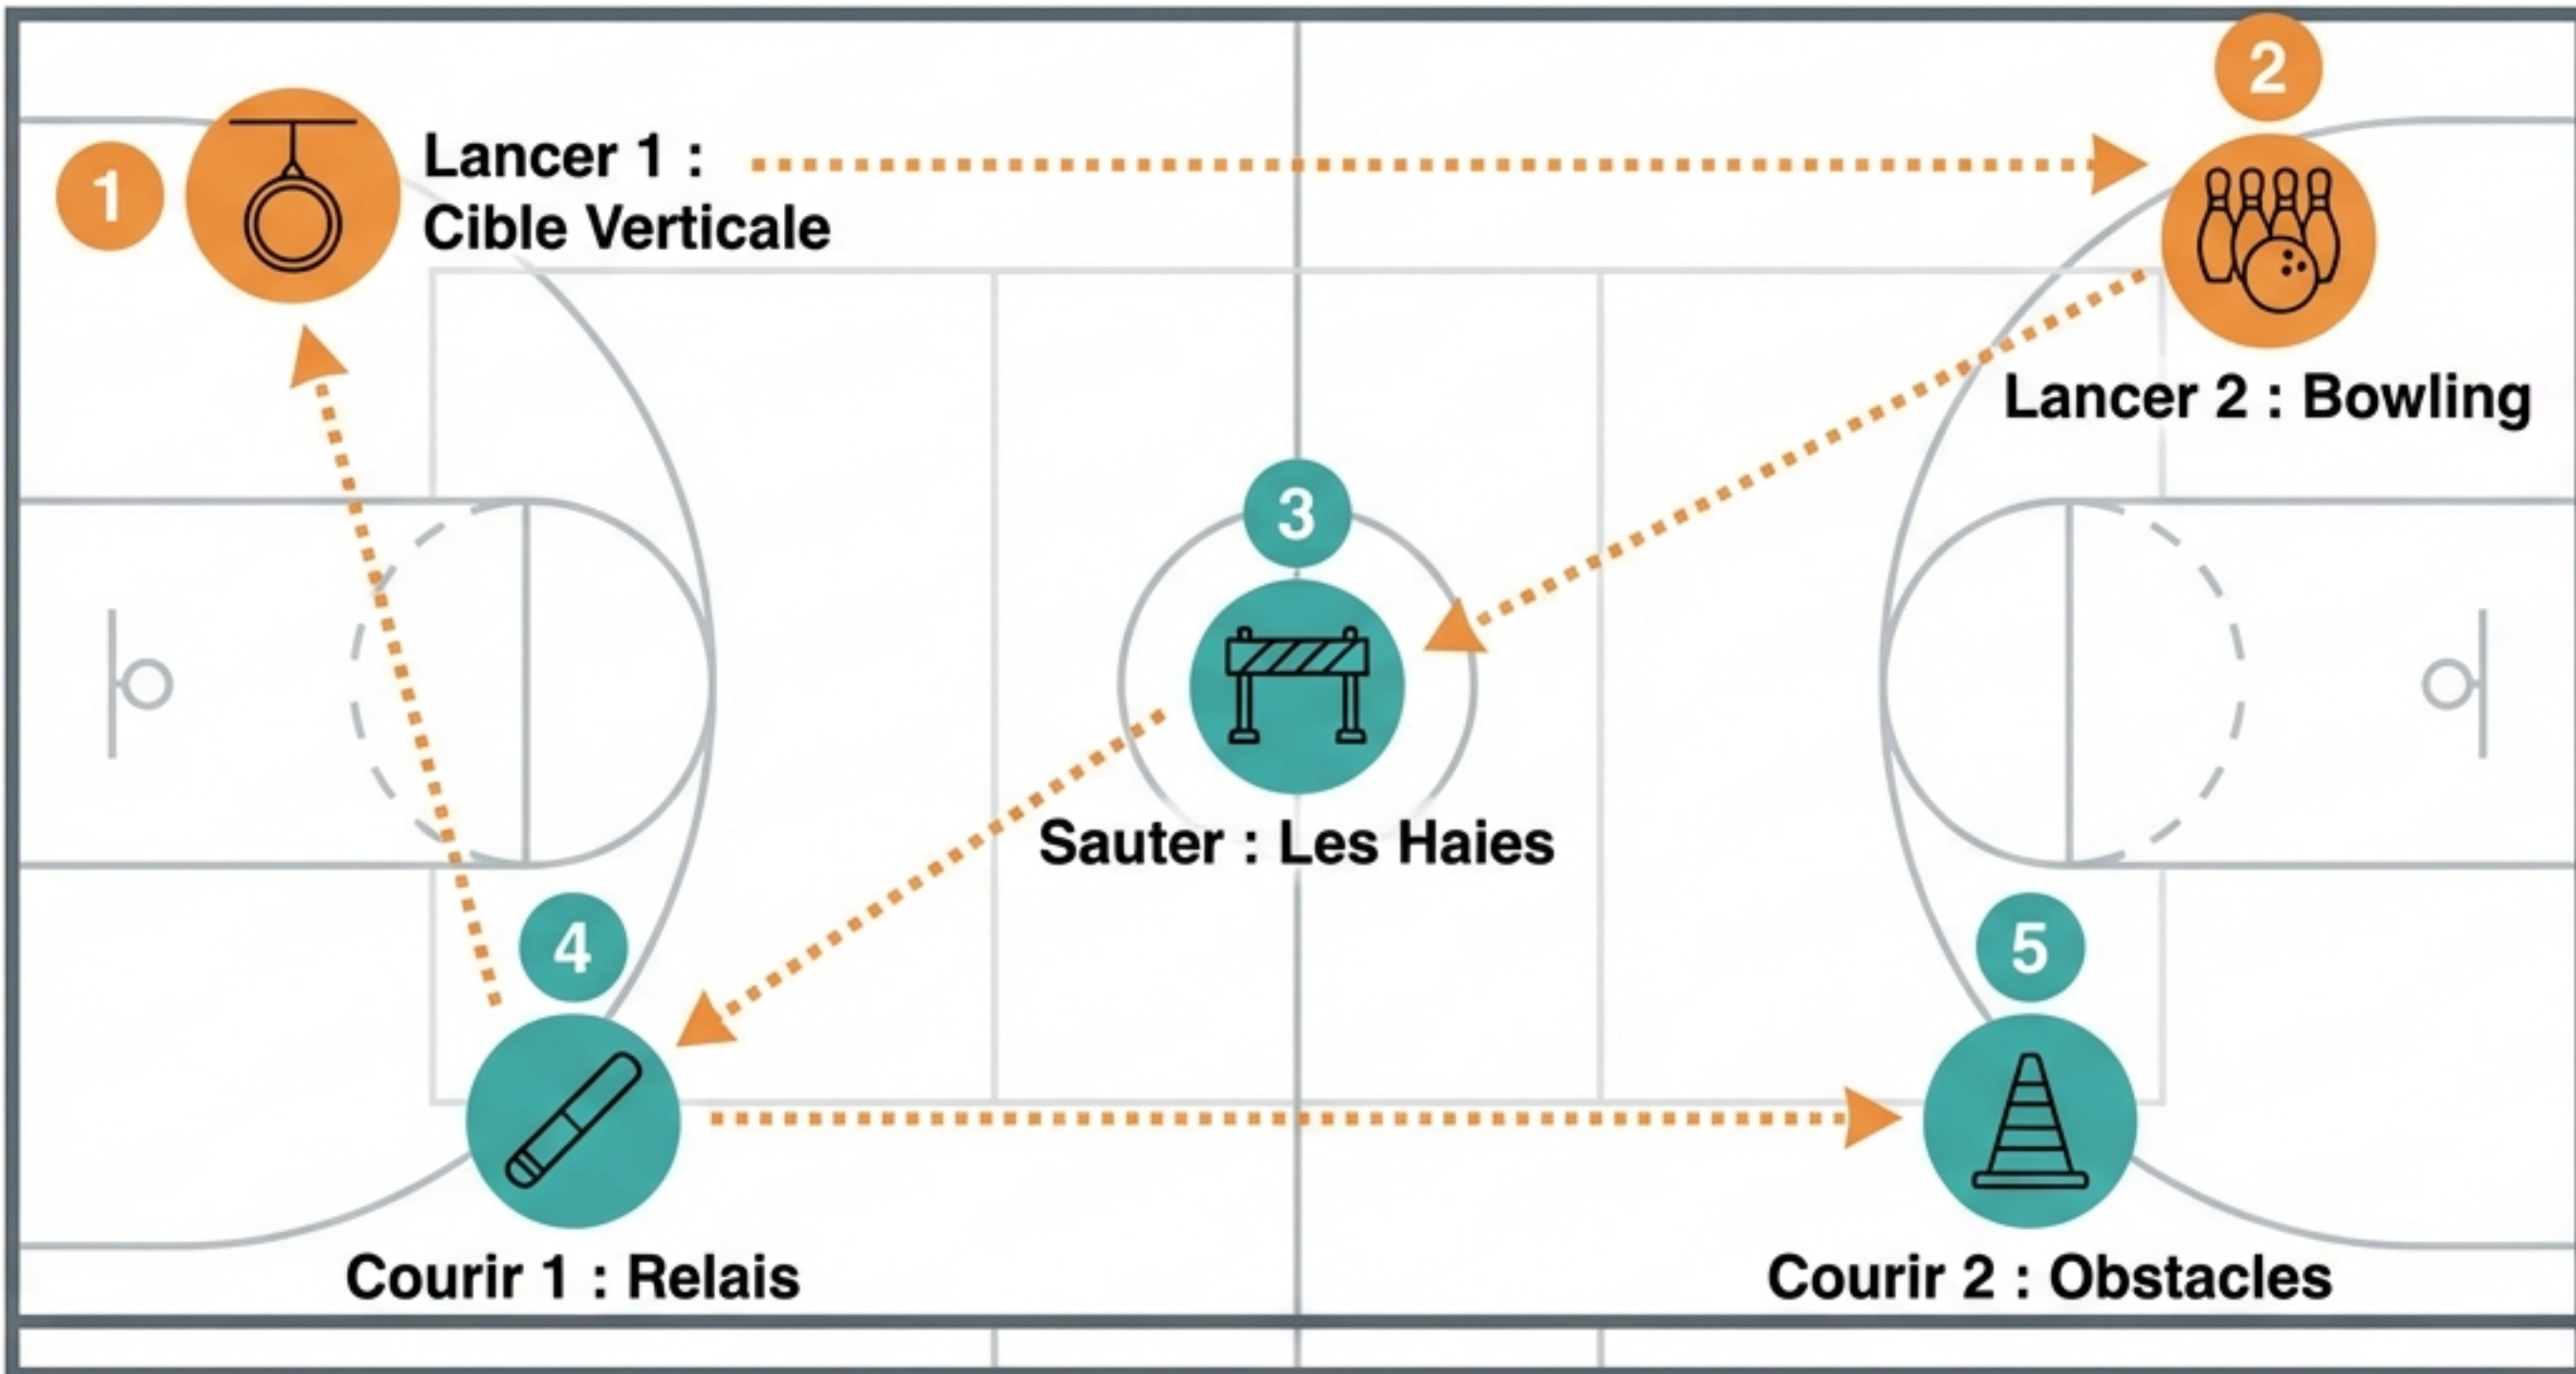 1
Lancer 1 :
Cible Verticale
2
Lancer 2 : Bowling
3
Sauter : Les Haies
4
Courir 1 : Relais
5
Courir 2 : Obstacles